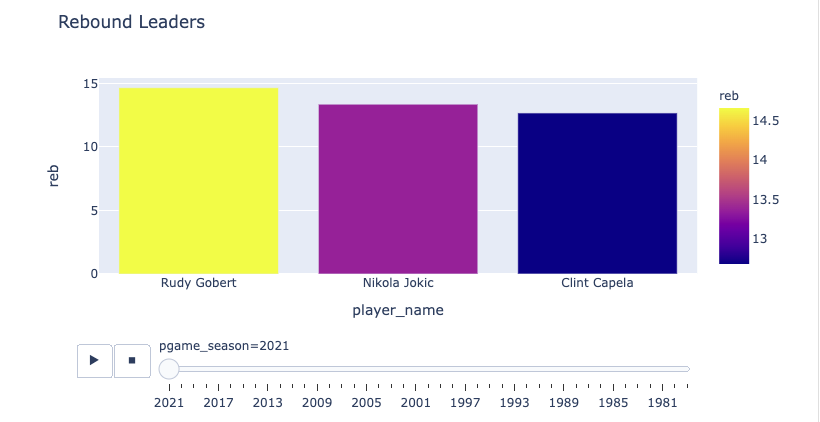 Rebound Leaders
15
10
5
0
reb
Rudy Gobert Nikola Jokic Clint Capela
player_name
reb
14.5
14
13.5
13
pgame_season=2021
2021 2017 2013 2009 2005 2001 1997 1993 1989 1985 1981